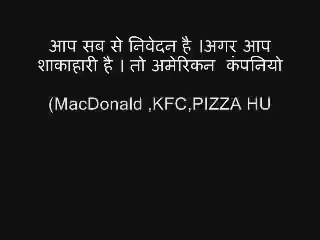 आप सब से निवेदन है ।अगर आप
शाकाहारी है । तो अमेरिकन कंपनियो
(MacDonald ,KFC,PIZZA HU